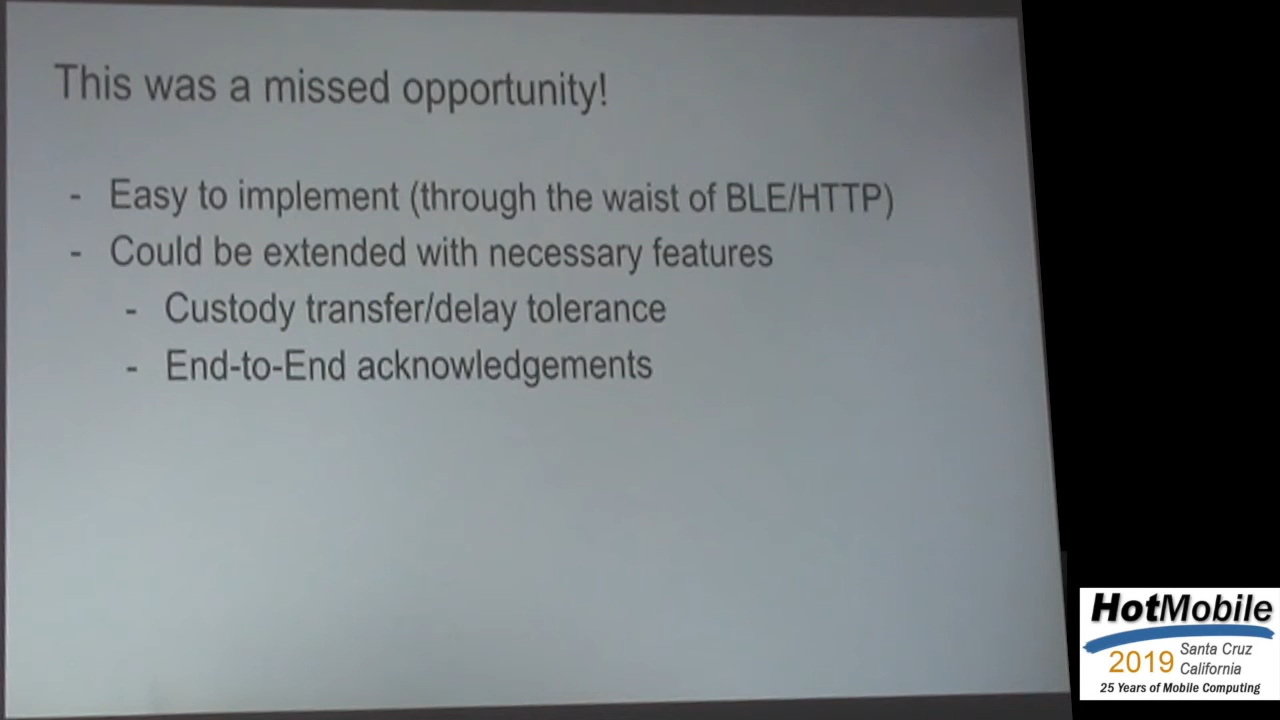 This was a missed opportunity!
- Easy to implement (through the waist of BLE/HTTP)
- Could be extended with necessary features
- Custody transfer/delay tolerance
- End-to-End acknowledgements
HotMobile
2019 Santa Cruz
California
25 Years of Mobile Computing